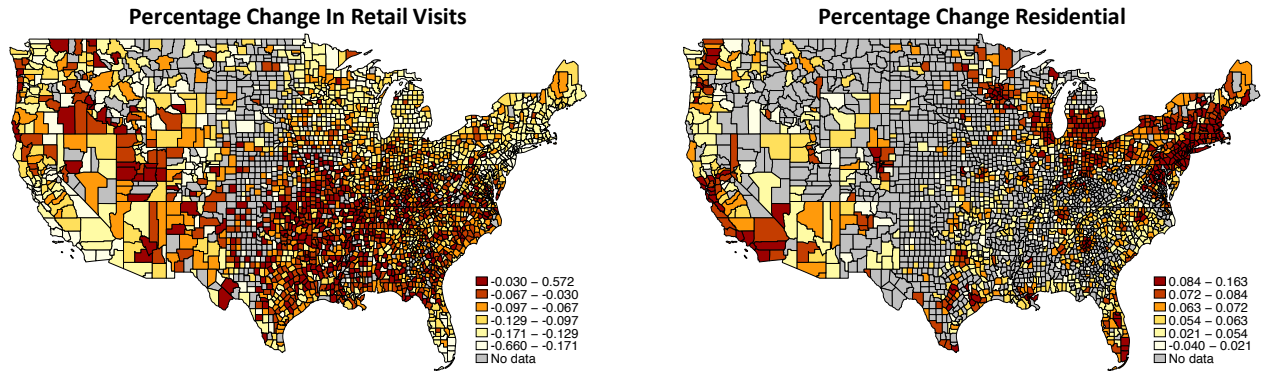 Percentage Change In Retail Visits
-0.030 – 0.572
-0.067 – -0.030
-0.097 – -0.067
-0.129 – -0.097
-0.171 – -0.129
-0.660 – -0.171
No data
Percentage Change Residential
0.084 – 0.163
0.072 – 0.084
0.063 – 0.072
0.054 – 0.063
0.021 – 0.054
-0.040 – 0.021
No data